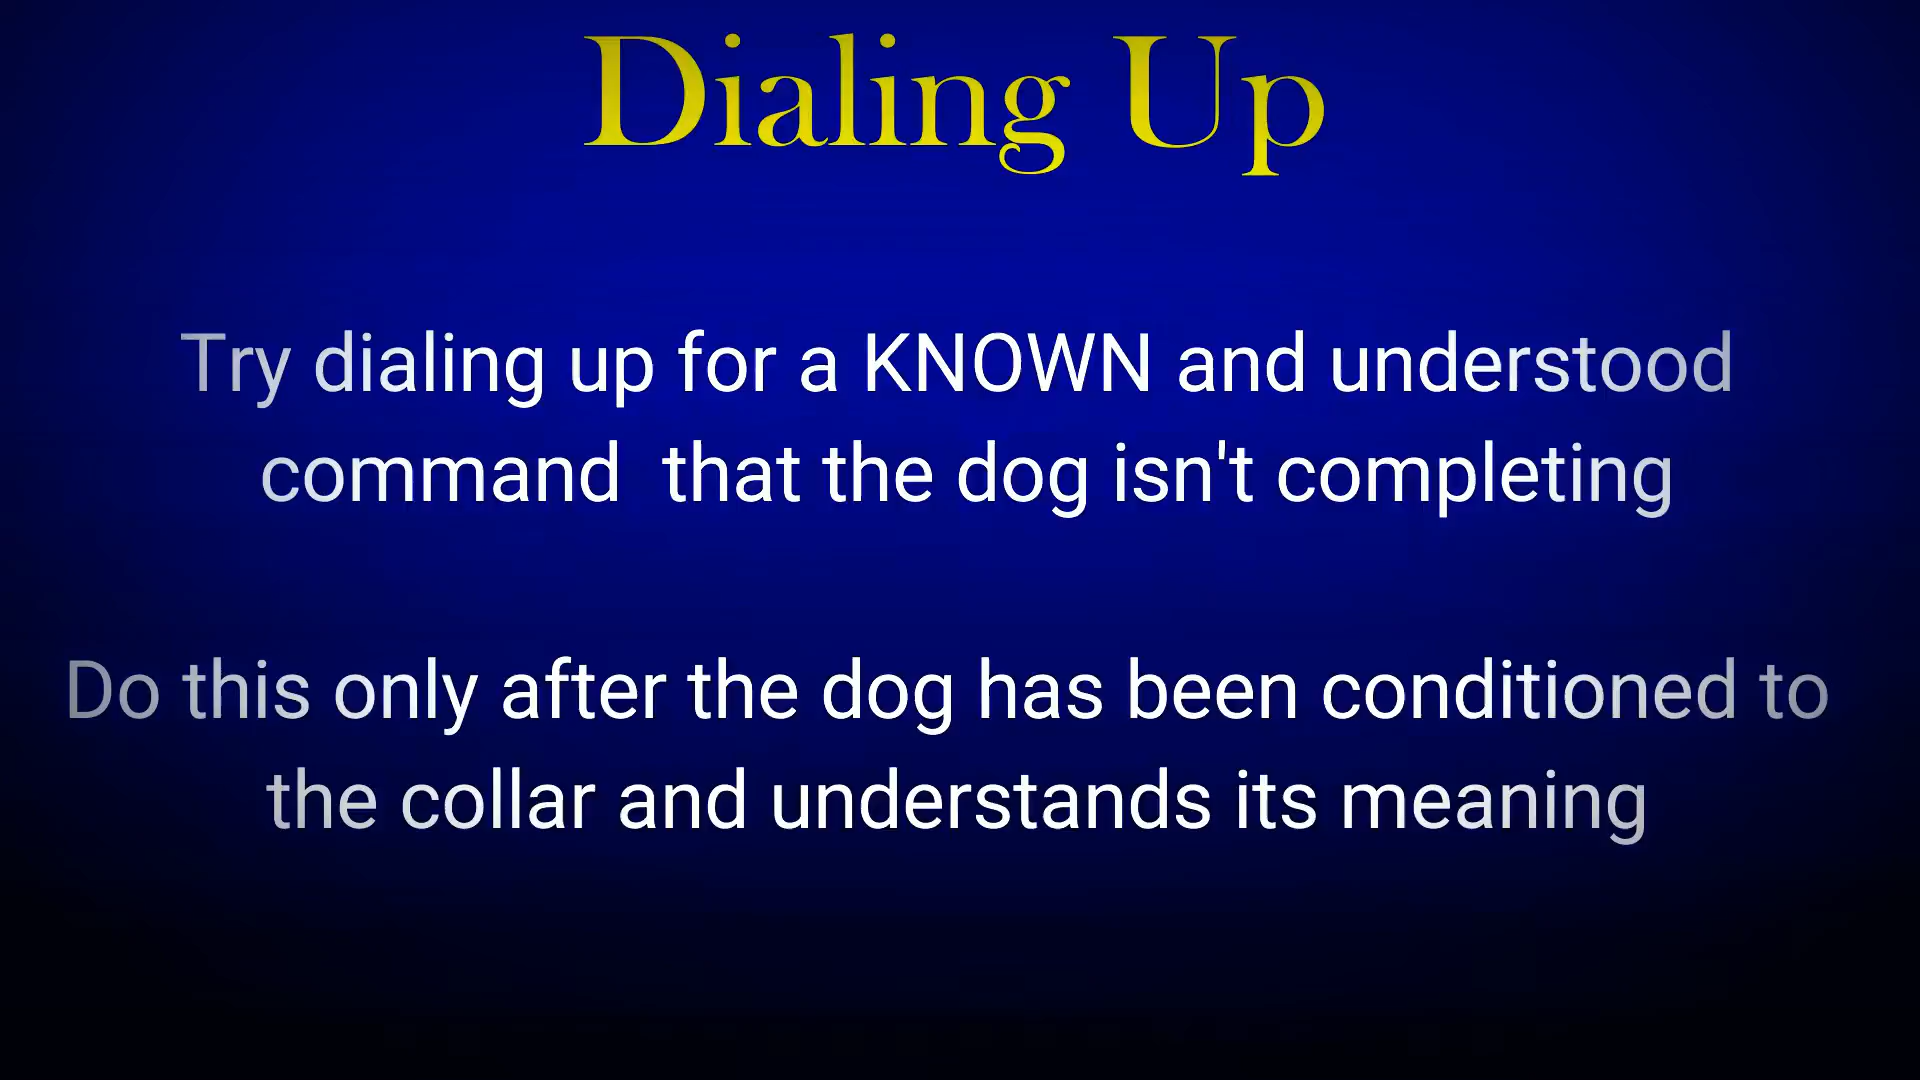 Dialing Up
Try dialing up for a KNOWN and understood
command  that the dog isn't completing
Do this only after the dog has been conditioned to
the collar and understands its meaning